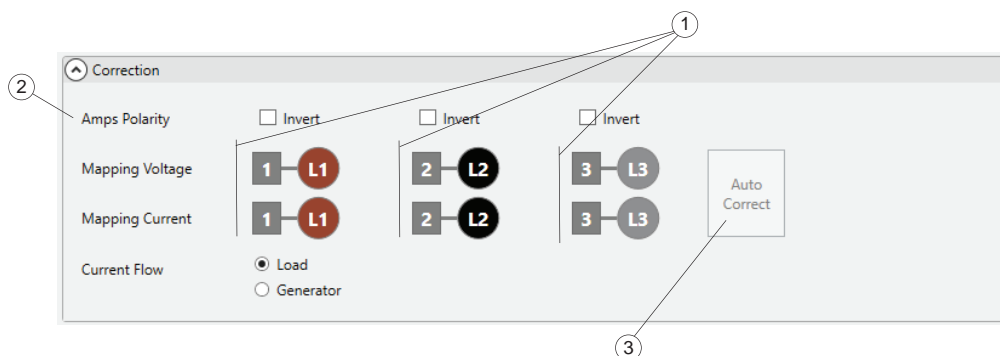 1
Correction
2
Amps Polarity Invert Invert Invert
Mapping Voltage 1 L1 2 L2 3 L3
Auto
Correct
Mapping Current 1 L1 2 L2 3 L3
Current Flow Load
Generator
3